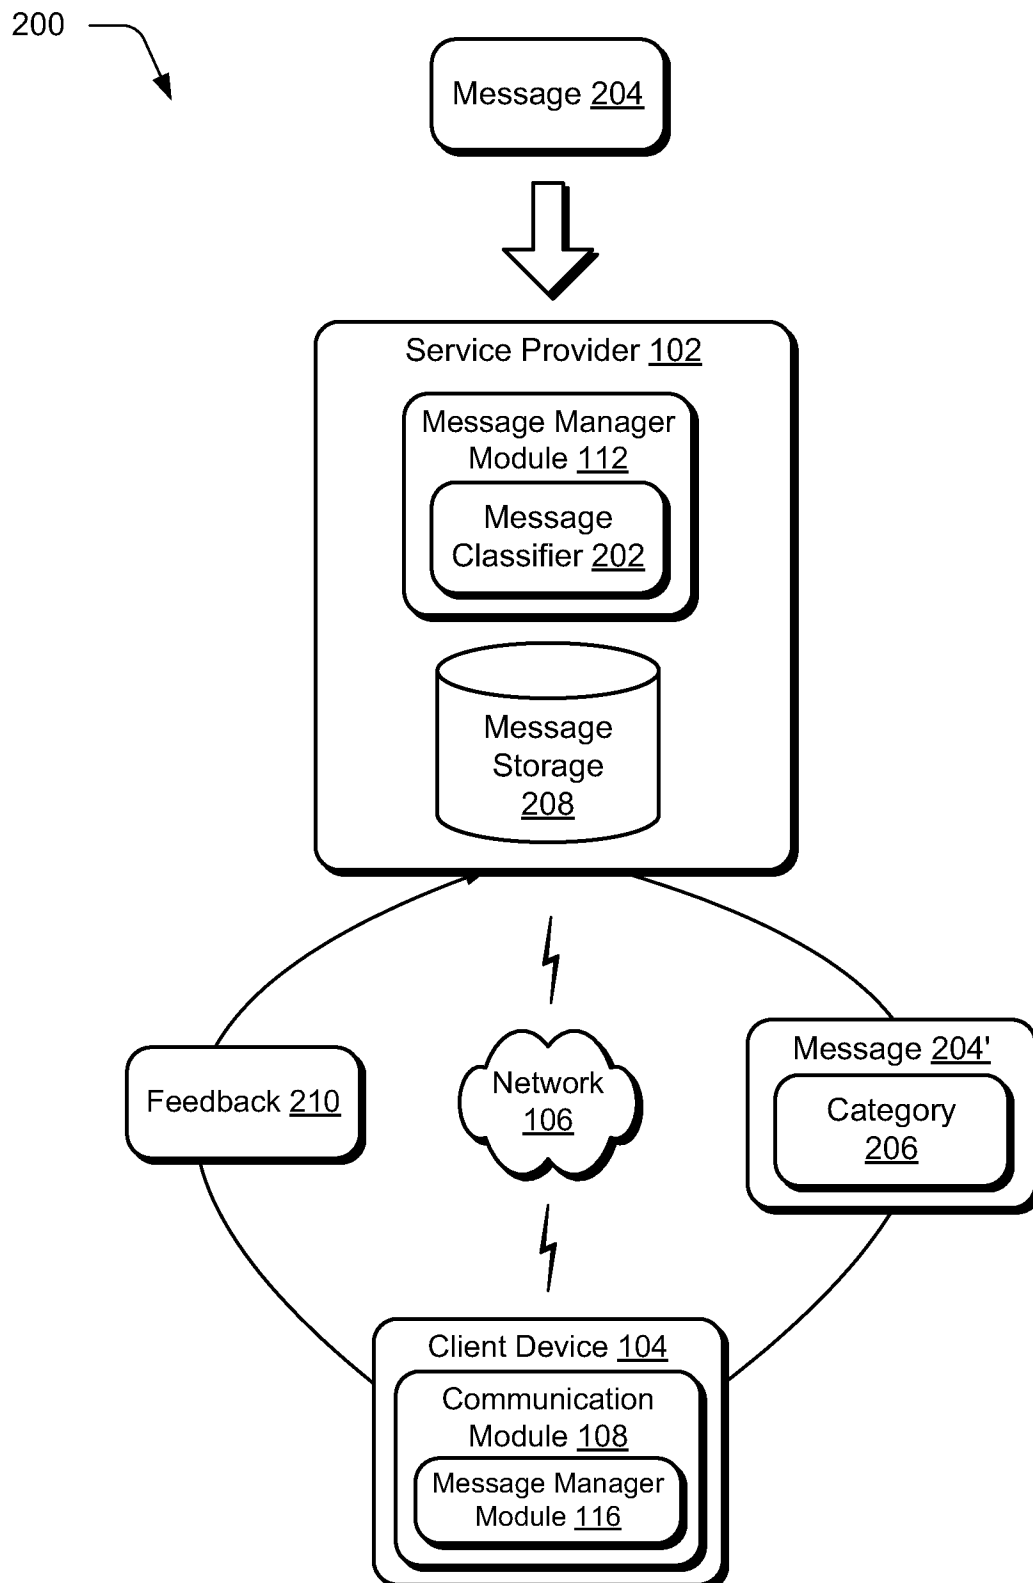 200
Message 204
Service Provider 102
Message Manager
Module 112
Message
Classifier 202
Message
Storage
208
Feedback 210
Network
106
Message 204'
Category
206
Client Device 104
Communication
Module 108
Message Manager
Module 116